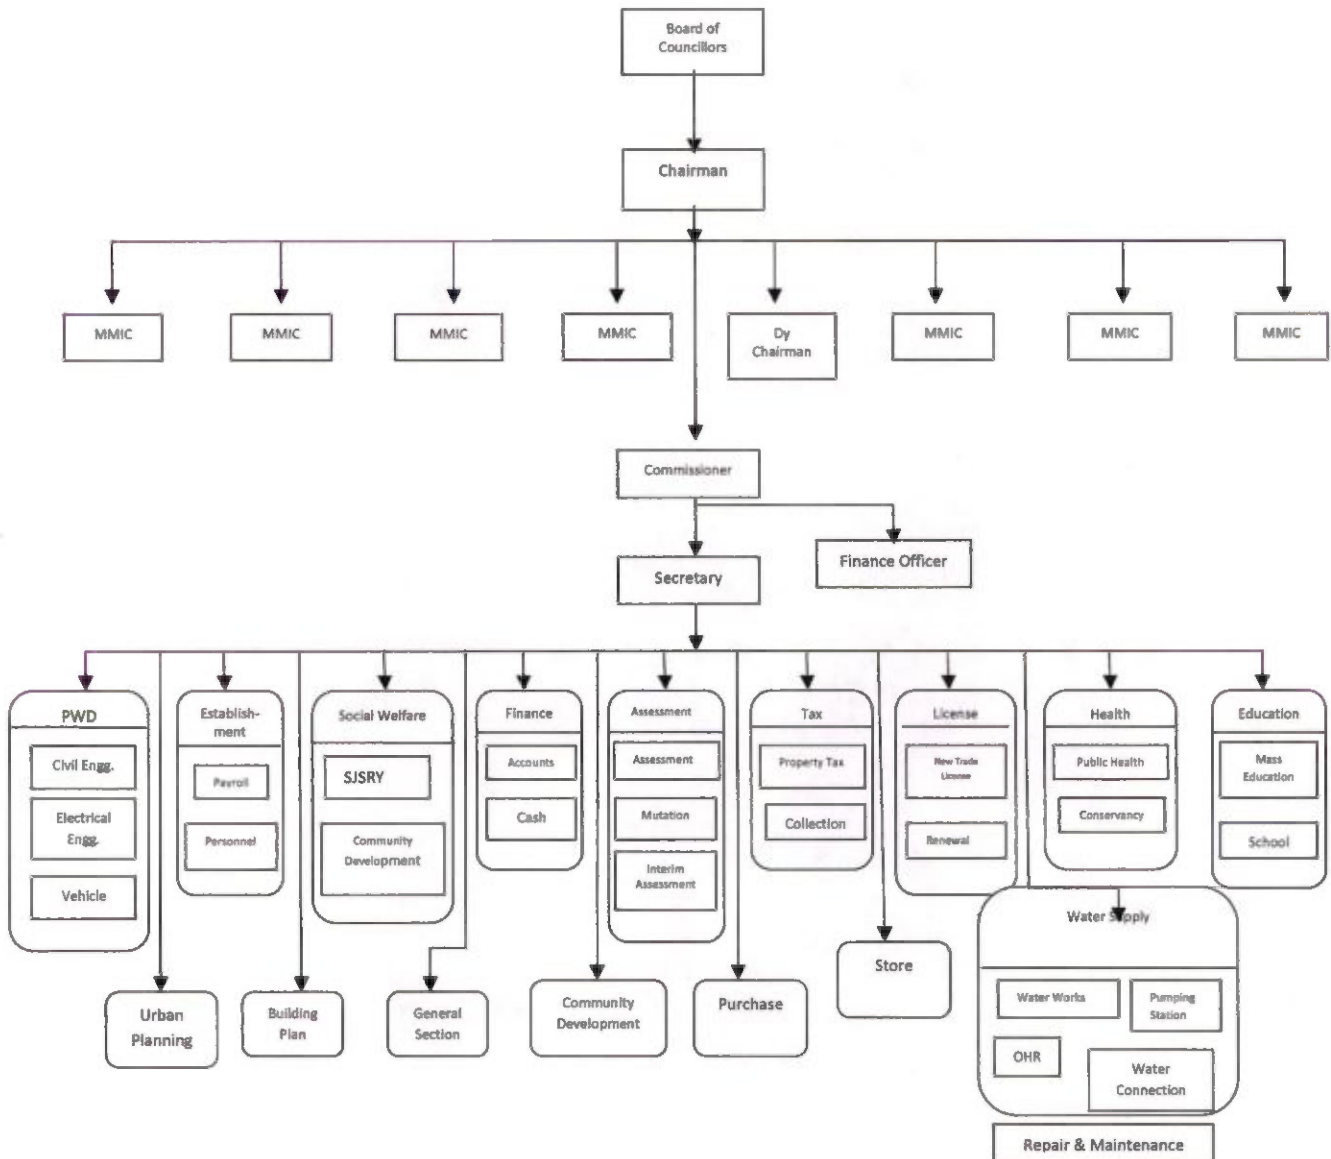 Board of
Councillors
Chairman
MMIC
MMIC
MMIC
MMIC
Dy
Chairman
MMIC
MMIC
MMIC
Commissioner
Secretary
Finance Officer
PWD
Civil Engg.
Electrical
Engg.
Vehicle
Establish-
ment
Payroll
Personnel
Social Welfare
SJSRY
Community
Development
Finance
Accounts
Cash
Assessment
Assessment
Mutation
Interim
Assessment
Tax
Property Tax
Collection
License
New Trade
License
Renewal
Health
Public Health
Conservancy
Education
Mass
Education
School
Urban
Planning
Building
Plan
General
Section
Community
Development
Purchase
Store
Water Supply
Water Works
Pumping
Station
OHR
Water
Connection
Repair & Maintenance